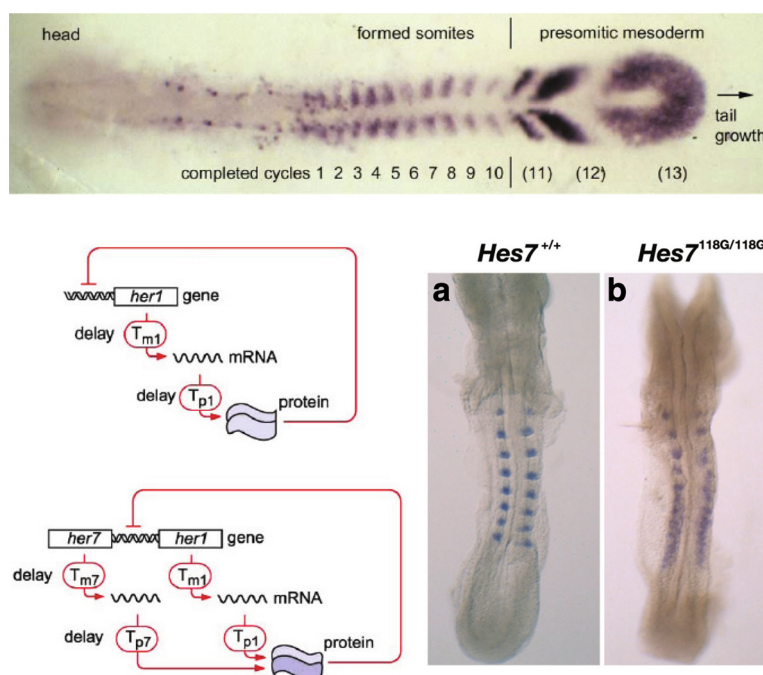 head formed somites presomitic mesoderm
tail
growth
completed cycles 1 2 3 4 5 6 7 8 9 10 (11) (12) (13)
her1 gene
delay Tm1
mRNA
delay Tp1 protein
her7 her1 gene
delay Tm7 Tm1
mRNA
delay Tp7 Tp1 protein
Hes7+/+ Hes7118G/118G
a b